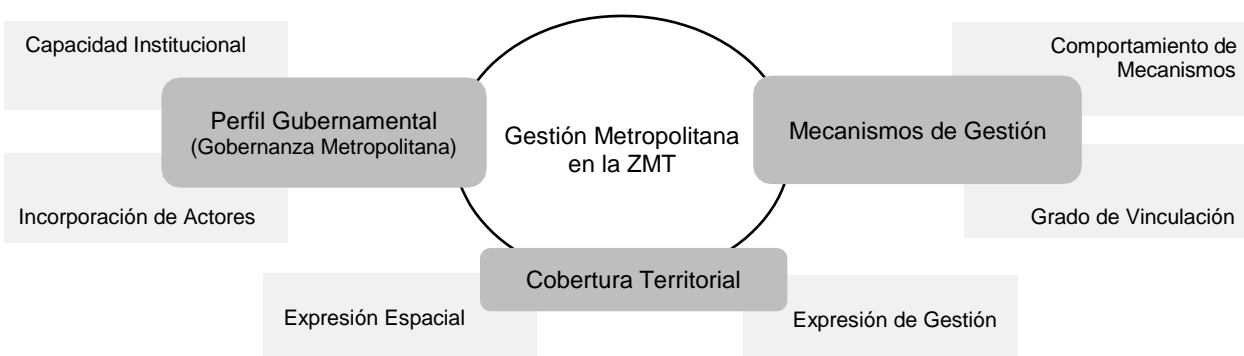 Capacidad Institucional
Perfil Gubernamental
(Gobernanza Metropolitana)
Incorporación de Actores
Gestión Metropolitana
en la ZMT
Comportamiento de
Mecanismos
Mecanismos de Gestión
Grado de Vinculación
Cobertura Territorial
Expresión Espacial
Expresión de Gestión